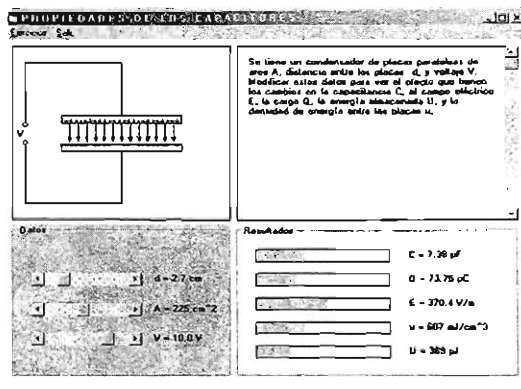 PROPIEDADES DE LOS CAPACITORES
Salir
Se tiene un condensador de placas paralelas de
area A, distancia entre las placas d, y voltaje V.
Modificar estos datos para ver el efecto que tienen
los cambios en la capacitancia C, el campo eléctrico
E, la carga Q, la energía almacenada U, y la
densidad de energía entre las placas u.
V
Datos
d = 2.7 cm
A = 225 cm^2
V = 10.0 V
Resultados
C = 7.38 pF
Q = 73.75 pC
E = 370.4 V/m
u = 607 nJ/cm^3
U = 369 pJ